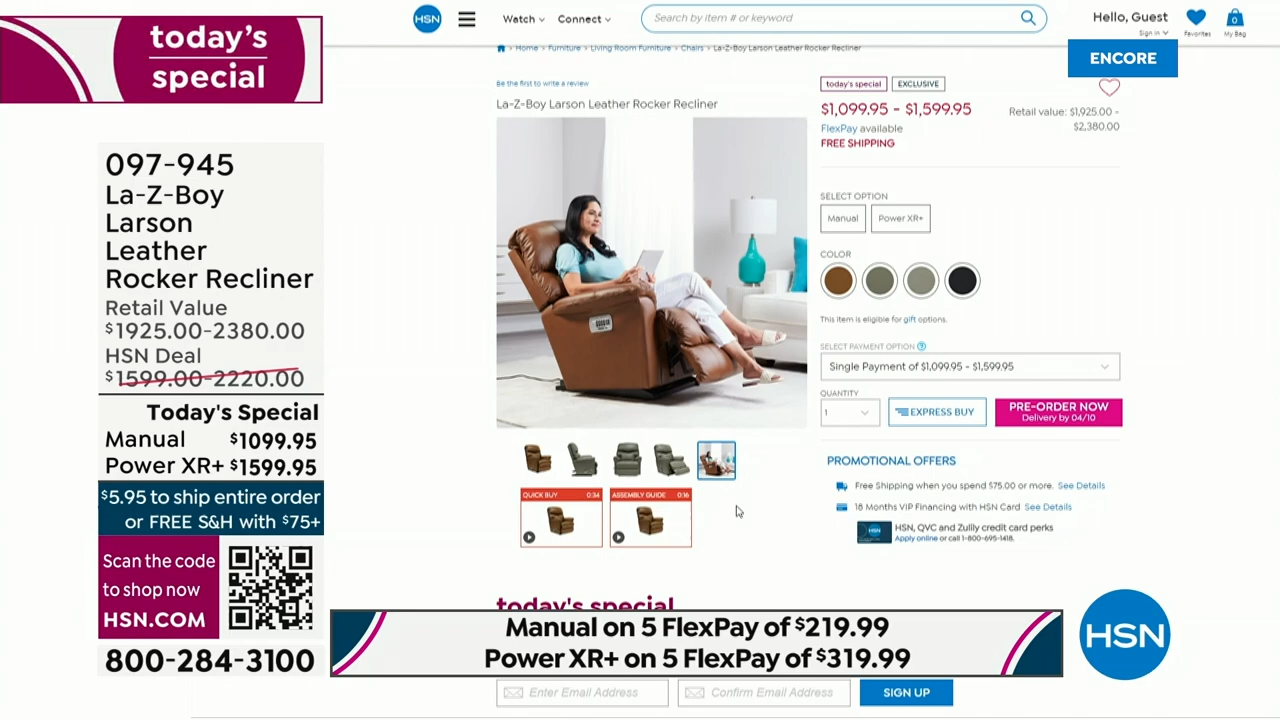 today's
special
097-945
La-Z-Boy
Larson
Leather
Rocker Recliner
Retail Value
$1925.00-2380.00
HSN Deal
$1599.00-2220.00
Today's Special
Manual $1099.95
Power XR+ $1599.95
$5.95 to ship entire order
or FREE S&H with $75+
Scan the code
to shop now
HSN.COM
800-284-3100
HSN
Watch
Connect
Search by item # or keyword
Hello, Guest
Sign In
Favorites
0
My Bag
ENCORE
Home > Furniture > Living Room Furniture > Chairs > La-Z-Boy Larson Leather Rocker Recliner
Be the first to write a review
La-Z-Boy Larson Leather Rocker Recliner
today's special
EXCLUSIVE
$1,099.95 - $1,599.95
Retail value: $1,925.00 -
$2,380.00
FlexPay available
FREE SHIPPING
SELECT OPTION
Manual
Power XR+
COLOR
This item is eligible for gift options.
SELECT PAYMENT OPTION
Single Payment of $1,099.95 - $1,599.95
QUANTITY
1
EXPRESS BUY
PRE-ORDER NOW
Delivery by 04/10
QUICK BUY 0:34
ASSEMBLY GUIDE 0:16
PROMOTIONAL OFFERS
Free Shipping when you spend $75.00 or more. See Details
18 Months VIP Financing with HSN Card See Details
HSN, QVC and Zulily credit card perks
Apply online or call 1-800-695-1418.
today's special
Manual on 5 FlexPay of $219.99
Power XR+ on 5 FlexPay of $319.99
HSN
Enter Email Address
Confirm Email Address
SIGN UP